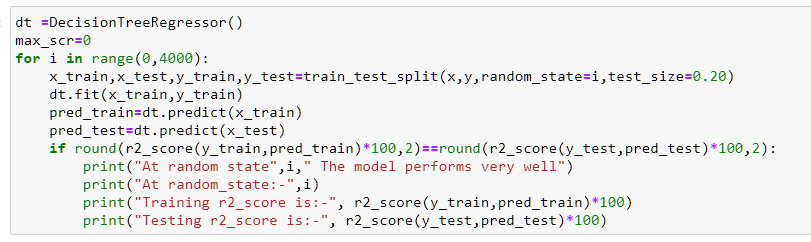 dt =DecisionTreeRegressor()
max_scr=0
for i in range(0,4000):
    x_train,x_test,y_train,y_test=train_test_split(x,y,random_state=i,test_size=0.20)
    dt.fit(x_train,y_train)
    pred_train=dt.predict(x_train)
    pred_test=dt.predict(x_test)
    if round(r2_score(y_train,pred_train)*100,2)==round(r2_score(y_test,pred_test)*100,2):
        print("At random state",i," The model performs very well")
        print("At random_state:-",i)
        print("Training r2_score is:-", r2_score(y_train,pred_train)*100)
        print("Testing r2_score is:-", r2_score(y_test,pred_test)*100)